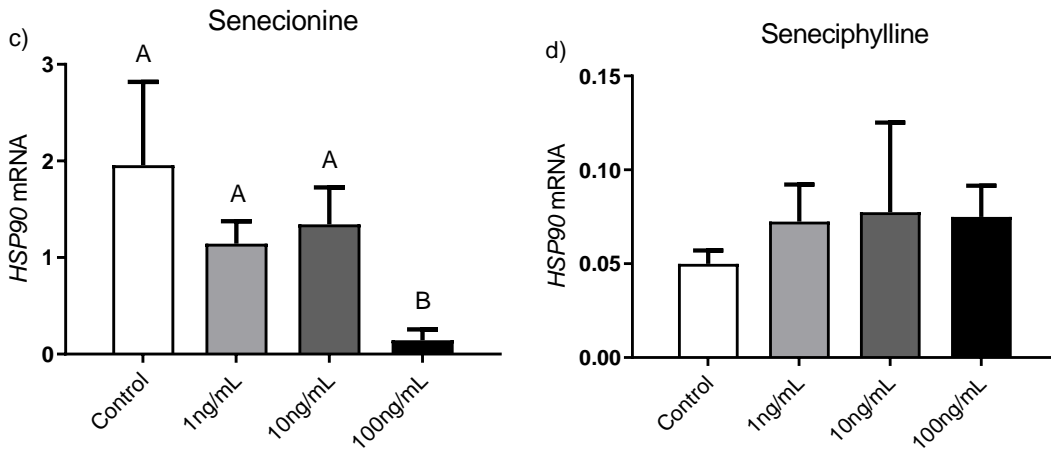 c)
Senecionine
HSP90 mRNA
3
2
1
0
A
A
A
B
Control
1ng/mL
10ng/mL
100ng/mL
d)
Seneciphylline
HSP90 mRNA
0.15
0.10
0.05
0.00
Control
1ng/mL
10ng/mL
100ng/mL